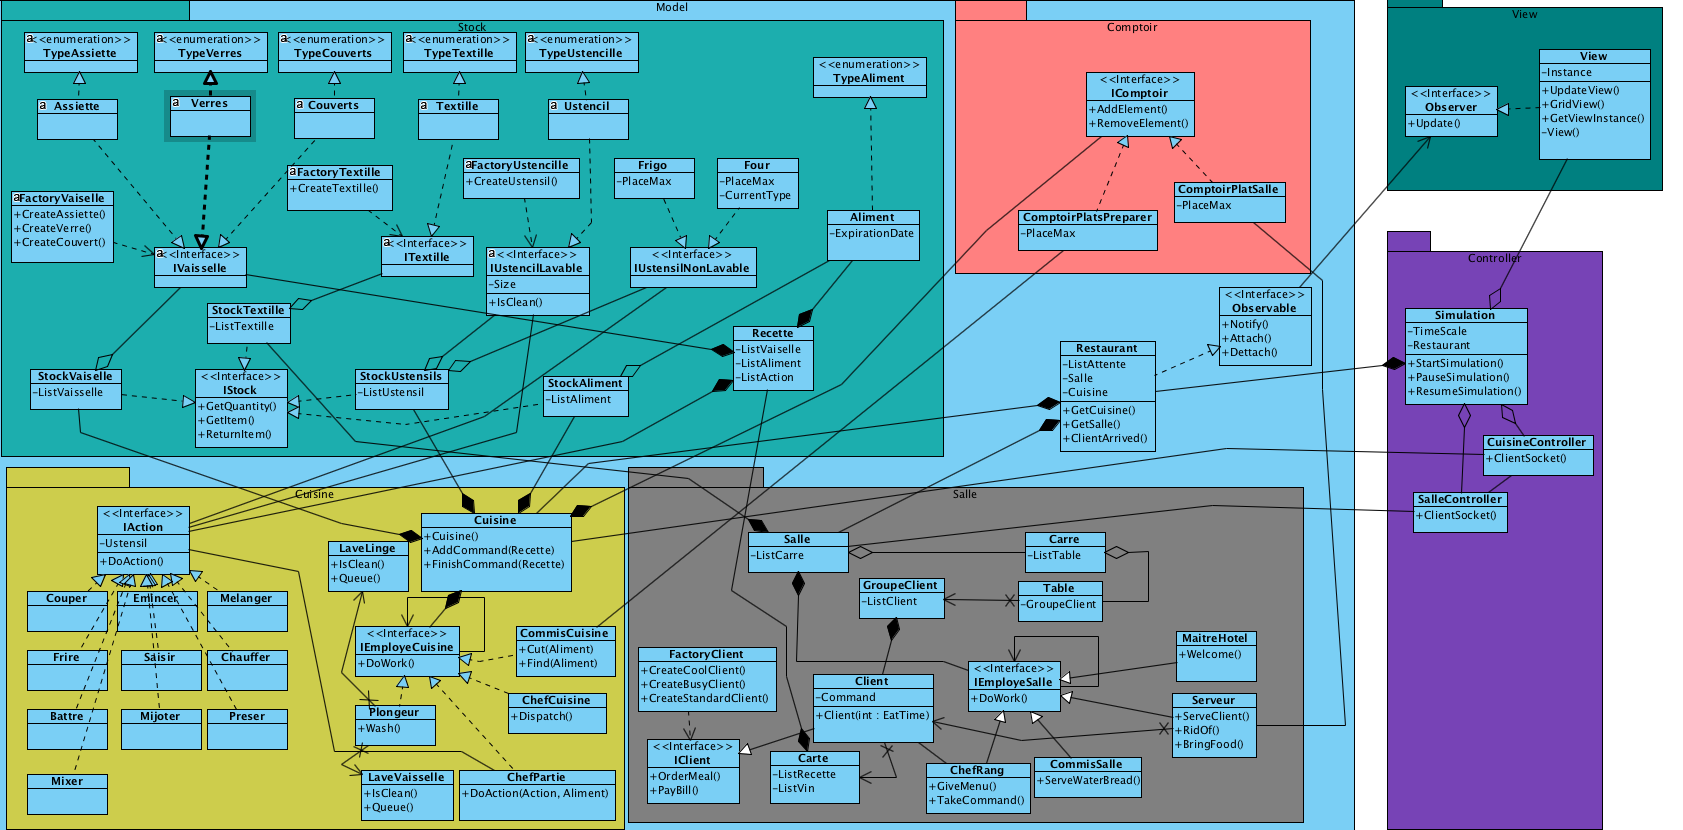 Model
Stock
a <<enumeration>>
TypeAssiette
a <<enumeration>>
TypeVerres
a <<enumeration>>
TypeCouverts
a <<enumeration>>
TypeTextille
a <<enumeration>>
TypeUstencille
<<enumeration>>
TypeAliment
a Assiette
a Verres
a Couverts
a Textille
a Ustencil
a FactoryVaiselle
+CreateAssiette()
+CreateVerre()
+CreateCouvert()
a FactoryTextille
+CreateTextille()
a FactoryUstencille
+CreateUstensil()
Frigo
-PlaceMax
Four
-PlaceMax
-CurrentType
Aliment
-ExpirationDate
a <<Interface>>
IVaisselle
a <<Interface>>
ITextille
a <<Interface>>
IUstencilLavable
-Size
+IsClean()
<<Interface>>
IUstensilNonLavable
StockTextille
-ListTextille
Recette
-ListVaiselle
-ListAliment
-ListAction
StockVaiselle
-ListVaisselle
<<Interface>>
IStock
+GetQuantity()
+GetItem()
+ReturnItem()
StockUstensils
-ListUstensil
StockAliment
-ListAliment
Comptoir
<<Interface>>
IComptoir
+AddElement()
+RemoveElement()
ComptoirPlatSalle
-PlaceMax
ComptoirPlatsPreparer
-PlaceMax
<<Interface>>
Observable
+Notify()
+Attach()
+Dettach()
Restaurant
-ListAttente
-Salle
-Cuisine
+GetCuisine()
+GetSalle()
+ClientArrived()
View
<<Interface>>
Observer
+Update()
View
-Instance
+UpdateView()
+GridView()
+GetViewInstance()
-View()
Controller
Simulation
-TimeScale
-Restaurant
+StartSimulation()
+PauseSimulation()
+ResumeSimulation()
CuisineController
+ClientSocket()
SalleController
+ClientSocket()
Cuisine
<<Interface>>
IAction
-Ustensil
+DoAction()
Couper
Emincer
Melanger
Frire
Saisir
Chauffer
Battre
Mijoter
Preser
Mixer
LaveLinge
+IsClean()
+Queue()
Cuisine
+Cuisine()
+AddCommand(Recette)
+FinishCommand(Recette)
<<Interface>>
IEmployeCuisine
+DoWork()
CommisCuisine
+Cut(Aliment)
+Find(Aliment)
ChefCuisine
+Dispatch()
Plongeur
+Wash()
LaveVaisselle
+IsClean()
+Queue()
ChefPartie
+DoAction(Action, Aliment)
Salle
Salle
-ListCarre
Carre
-ListTable
GroupeClient
-ListClient
Table
-GroupeClient
FactoryClient
+CreateCoolClient()
+CreateBusyClient()
+CreateStandardClient()
Client
-Command
+Client(int : EatTime)
<<Interface>>
IEmployeSalle
+DoWork()
MaitreHotel
+Welcome()
Serveur
+ServeClient()
+RidOf()
+BringFood()
<<Interface>>
IClient
+OrderMeal()
+PayBill()
Carte
-ListRecette
-ListVin
ChefRang
+GiveMenu()
+TakeCommand()
CommisSalle
+ServeWaterBread()